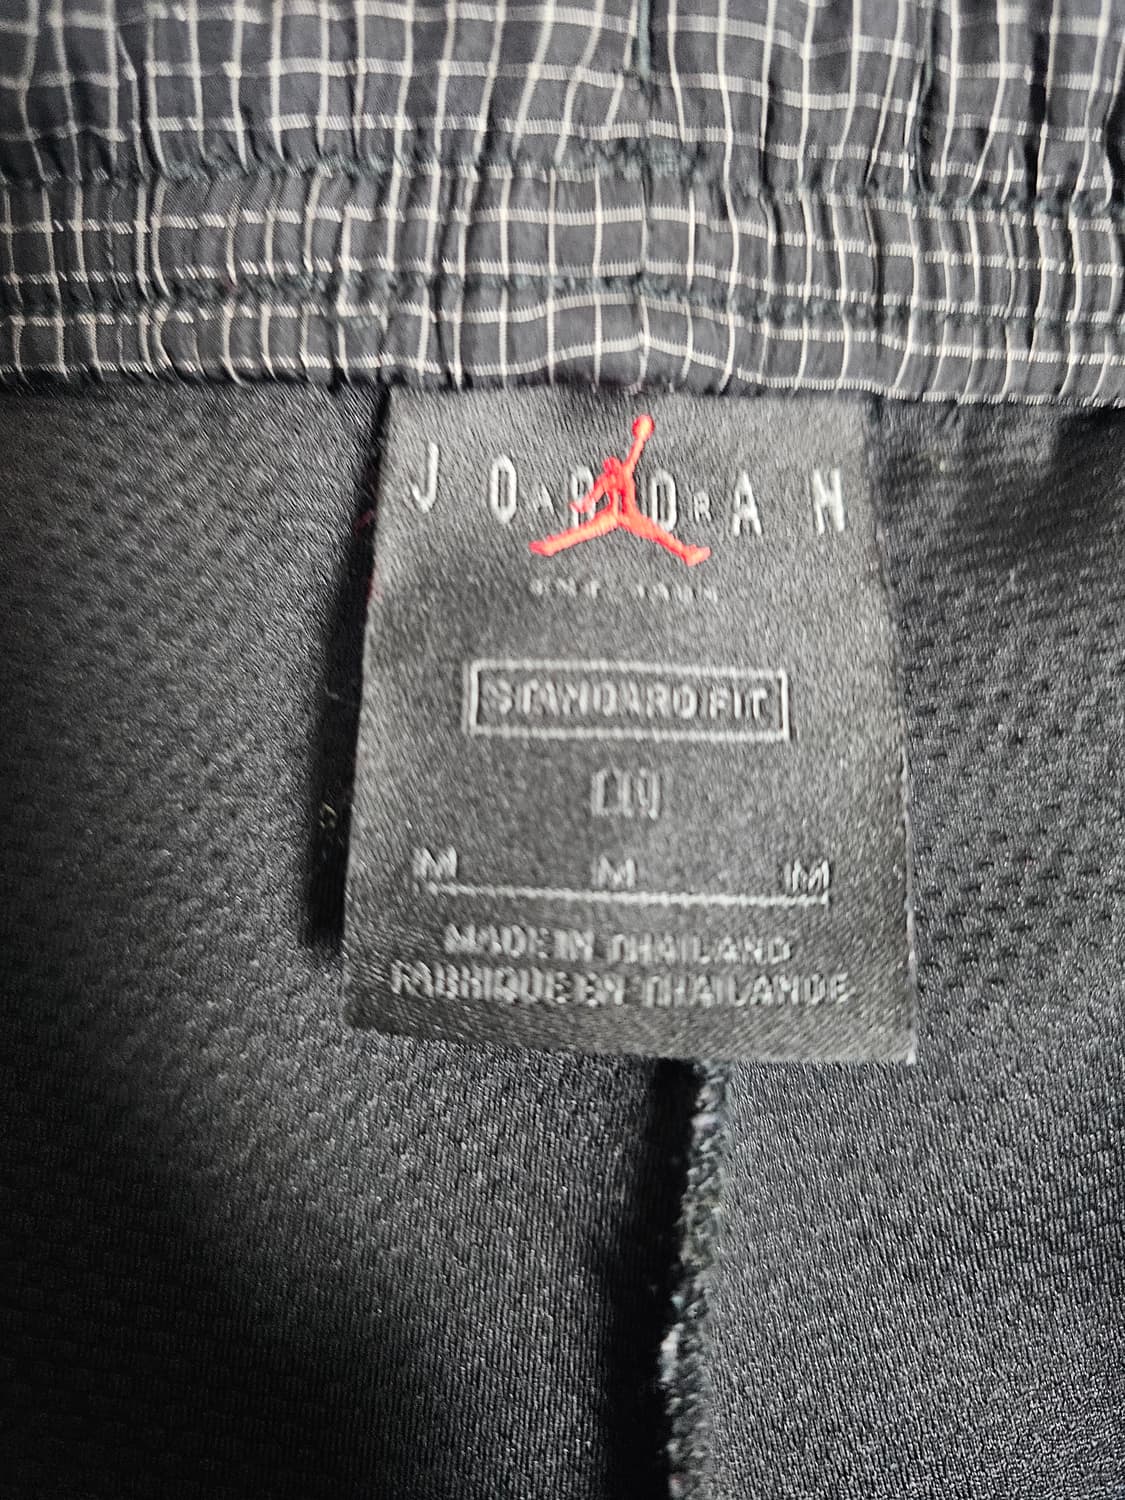 JORDAN
STANDARD FIT
M M M
MADE IN THAILAND
FABRIQUE EN THAILANDE